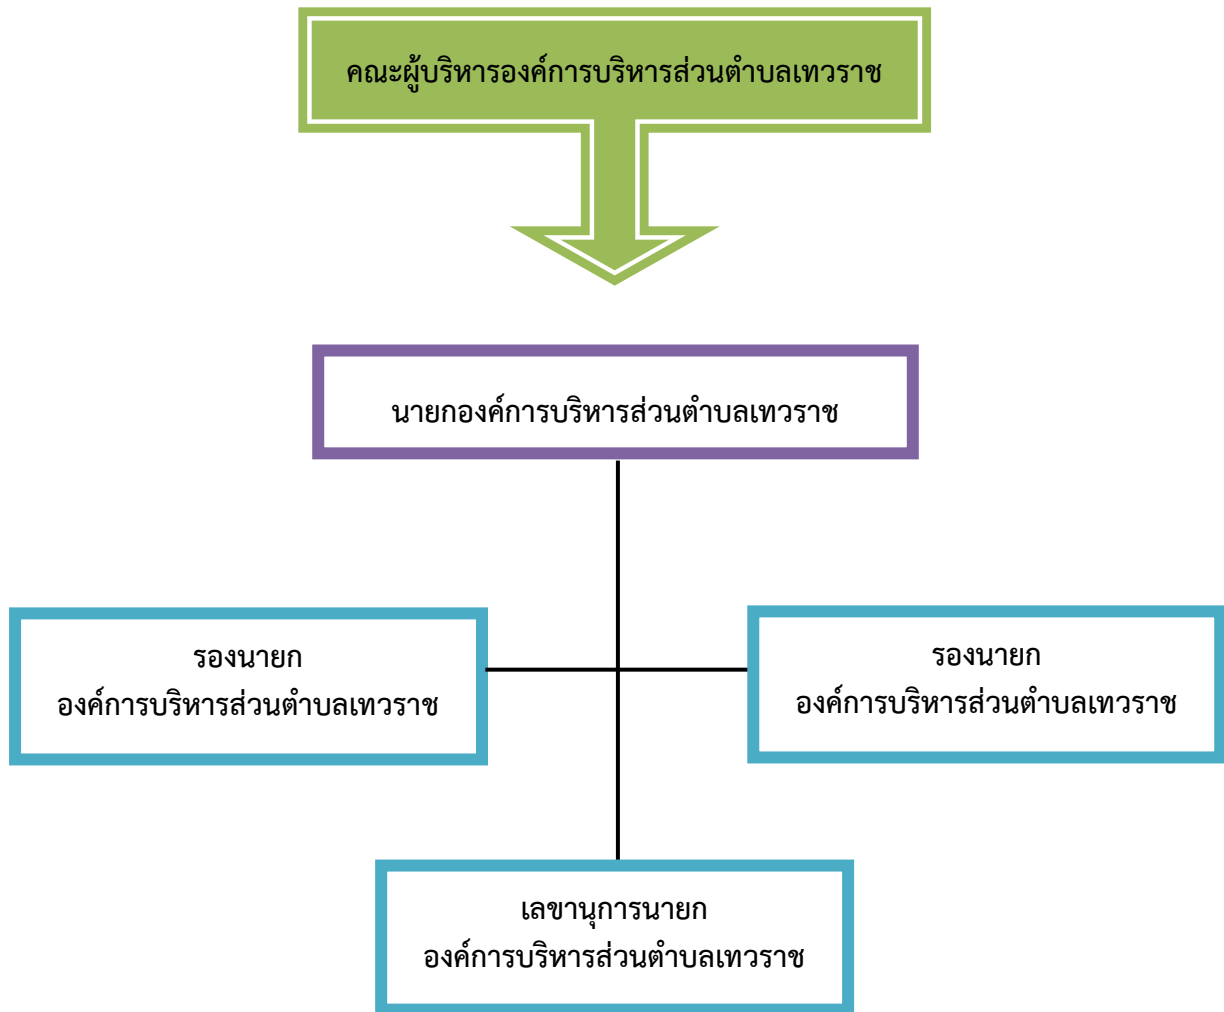 คณะผู้บริหารองค์การบริหารส่วนตำบลเทวราช
นายกองค์การบริหารส่วนตำบลเทวราช
รองนายก
องค์การบริหารส่วนตำบลเทวราช
รองนายก
องค์การบริหารส่วนตำบลเทวราช
เลขานุการนายก
องค์การบริหารส่วนตำบลเทวราช